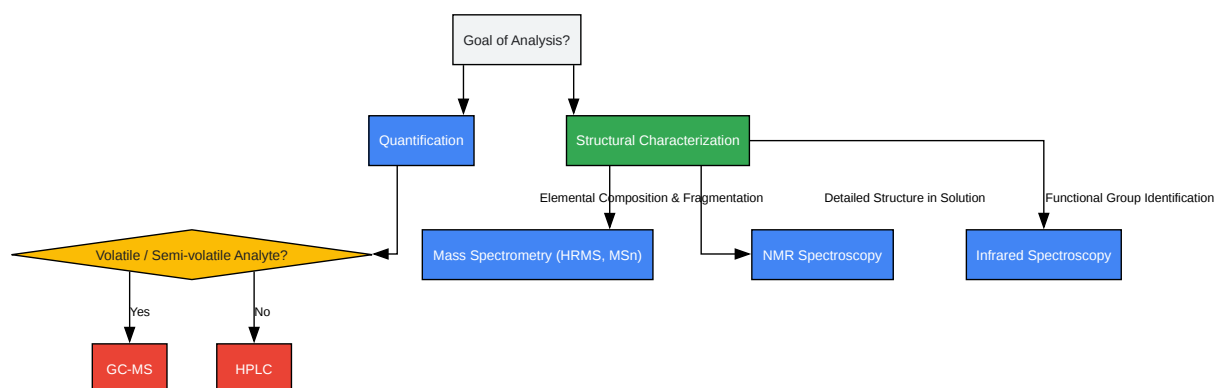 Goal of Analysis?
Quantification
Structural Characterization
Elemental Composition & Fragmentation
Detailed Structure in Solution
Functional Group Identification
Volatile / Semi-volatile Analyte?
Mass Spectrometry (HRMS, MSn)
NMR Spectroscopy
Infrared Spectroscopy
Yes
No
GC-MS
HPLC